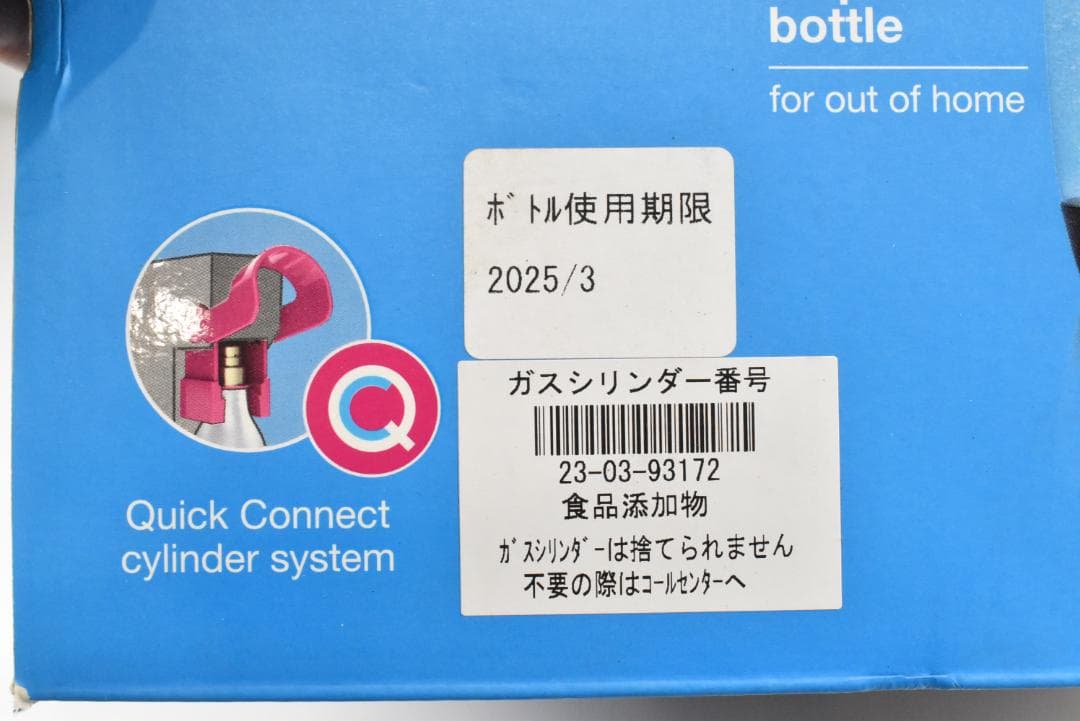 bottle
for out of home
ﾎﾞﾄﾙ使用期限
2025/3
ガスシリンダー番号
23-03-93172
食品添加物
ｶﾞｽｼﾘﾝﾀﾞｰは捨てられません
不要の際はｺｰﾙｾﾝﾀｰへ
QC
Quick Connect
cylinder system